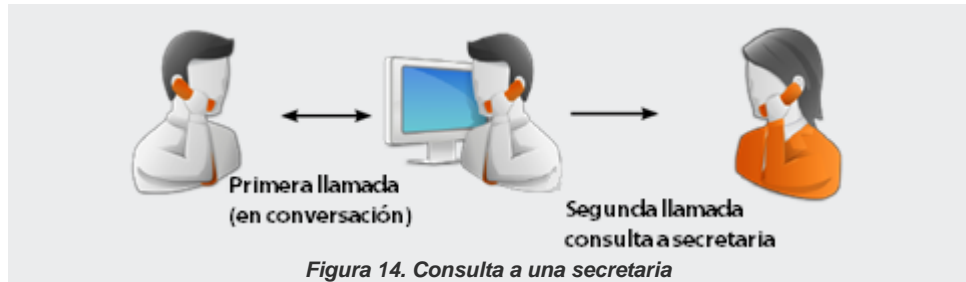 Primera llamada
(en conversación)
Segunda llamada
consulta a secretaria
Figura 14. Consulta a una secretaria